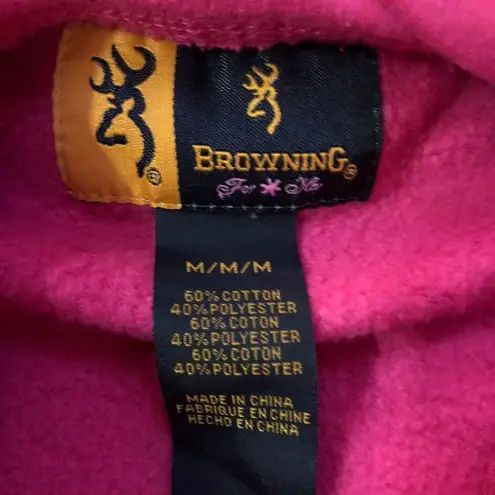 BROWNING®
For * Her
M/M/M
60% COTTON
40% POLYESTER
60% COTON
40% POLYESTER
60% COTON
40% POLYESTER
MADE IN CHINA
FABRIQUE EN CHINE
HECHO EN CHINA